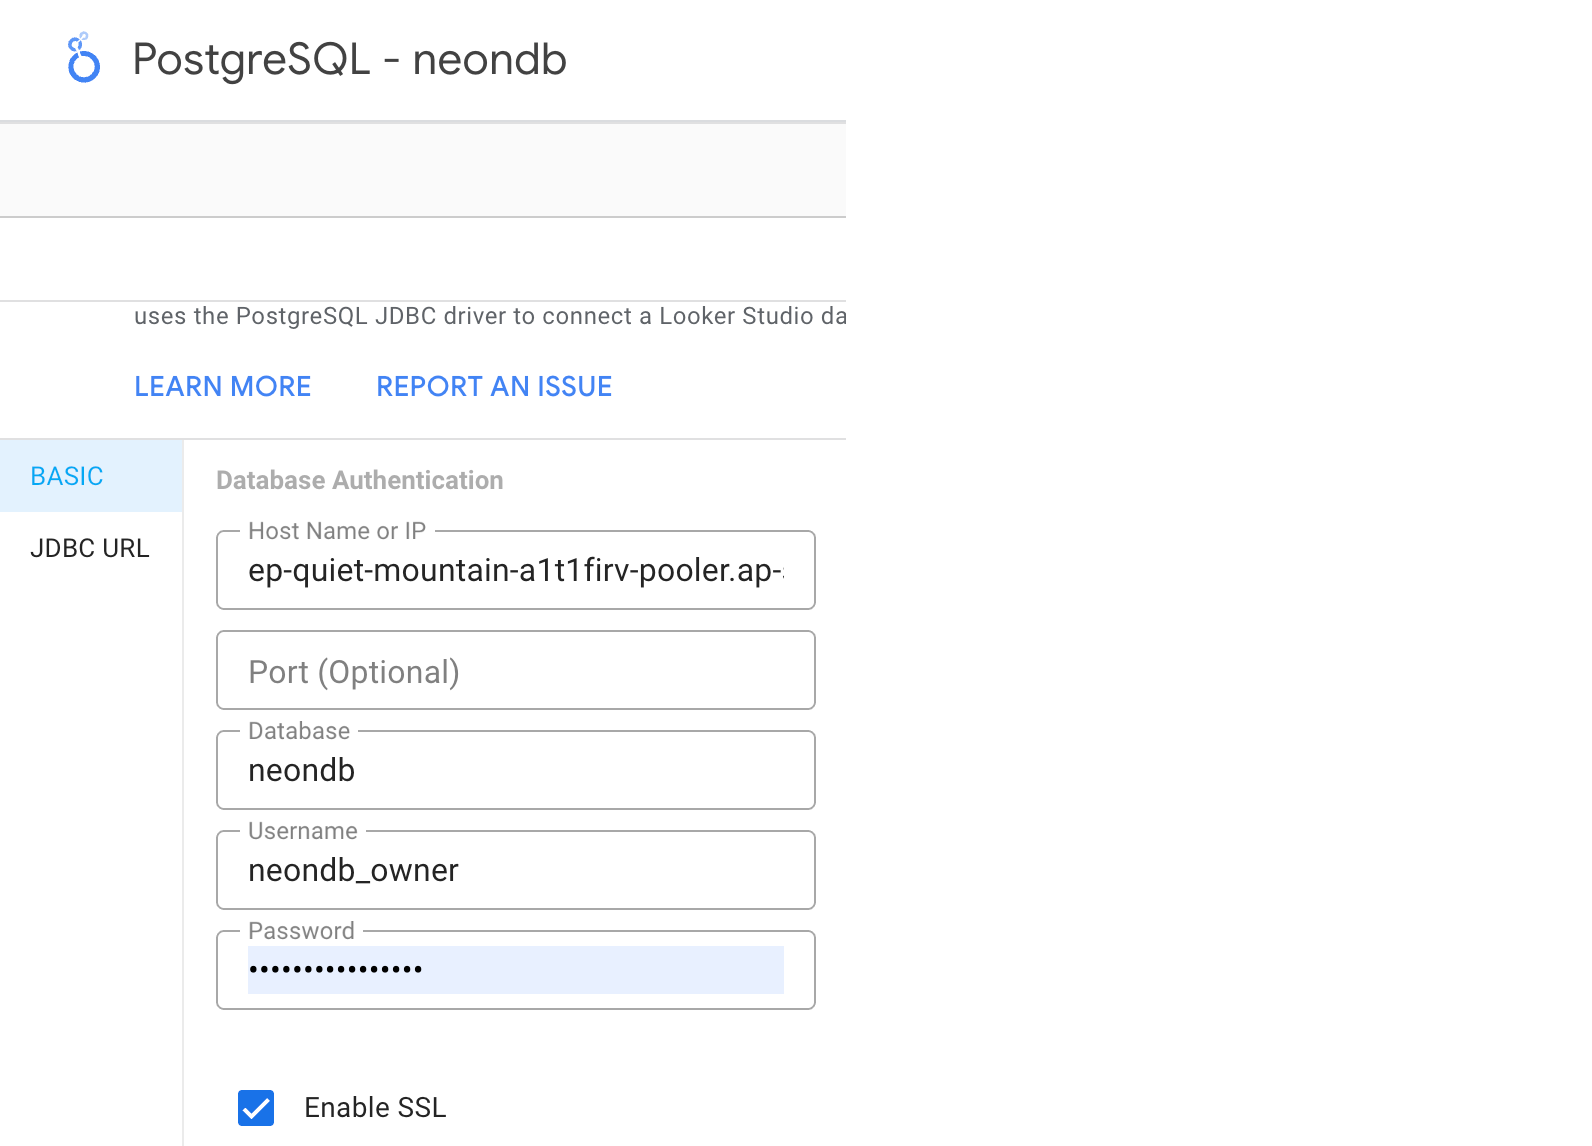 PostgreSQL - neondb
uses the PostgreSQL JDBC driver to connect a Looker Studio da
LEARN MORE REPORT AN ISSUE
BASIC
JDBC URL
Database Authentication
Host Name or IP
ep-quiet-mountain-a1t1firv-pooler.ap-
Port (Optional)
Database
neondb
Username
neondb_owner
Password
••••••••••••••••
Enable SSL